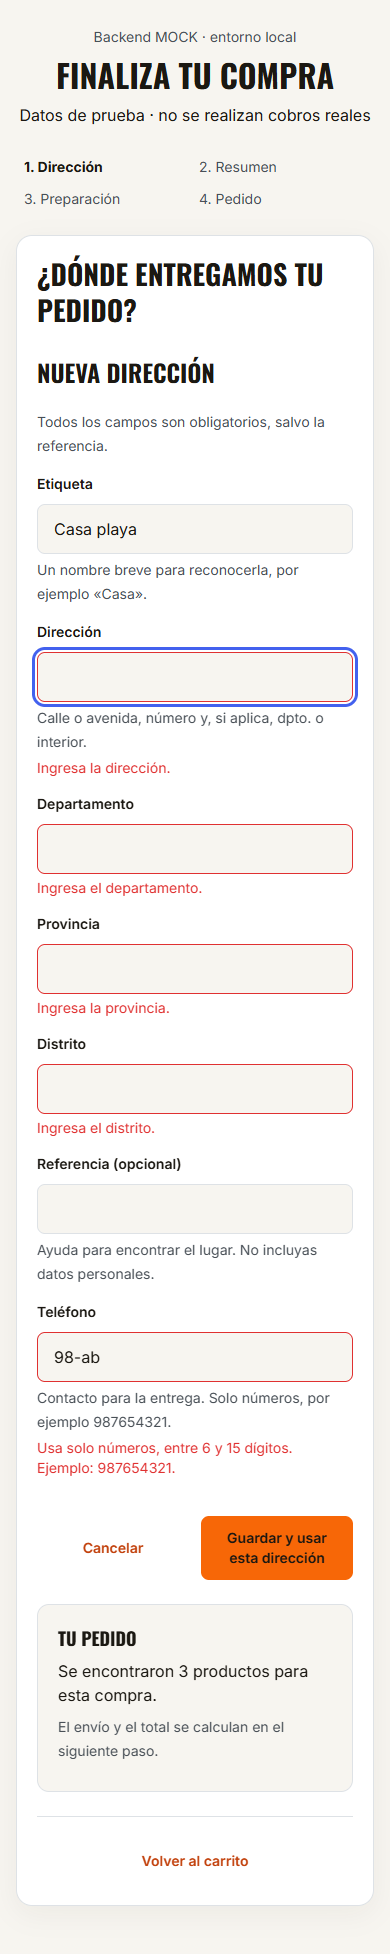 Backend MOCK · entorno local
FINALIZA TU COMPRA
Datos de prueba · no se realizan cobros reales
1. Dirección
2. Resumen
3. Preparación
4. Pedido
¿DÓNDE ENTREGAMOS TU
PEDIDO?
NUEVA DIRECCIÓN
Todos los campos son obligatorios, salvo la
referencia.
Etiqueta
Casa playa
Un nombre breve para reconocerla, por
ejemplo «Casa».
Dirección
Calle o avenida, número y, si aplica, dpto. o
interior.
Ingresa la dirección.
Departamento
Ingresa el departamento.
Provincia
Ingresa la provincia.
Distrito
Ingresa el distrito.
Referencia (opcional)
Ayuda para encontrar el lugar. No incluyas
datos personales.
Teléfono
98-ab
Contacto para la entrega. Solo números, por
ejemplo 987654321.
Usa solo números, entre 6 y 15 dígitos.
Ejemplo: 987654321.
Cancelar
Guardar y usar
esta dirección
TU PEDIDO
Se encontraron 3 productos para
esta compra.
El envío y el total se calculan en el
siguiente paso.
Volver al carrito